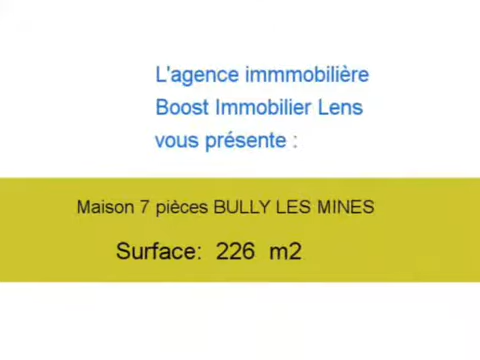 L'agence immmobilière
Boost Immobilier Lens
vous présente :
Maison 7 pièces BULLY LES MINES
Surface: 226 m2